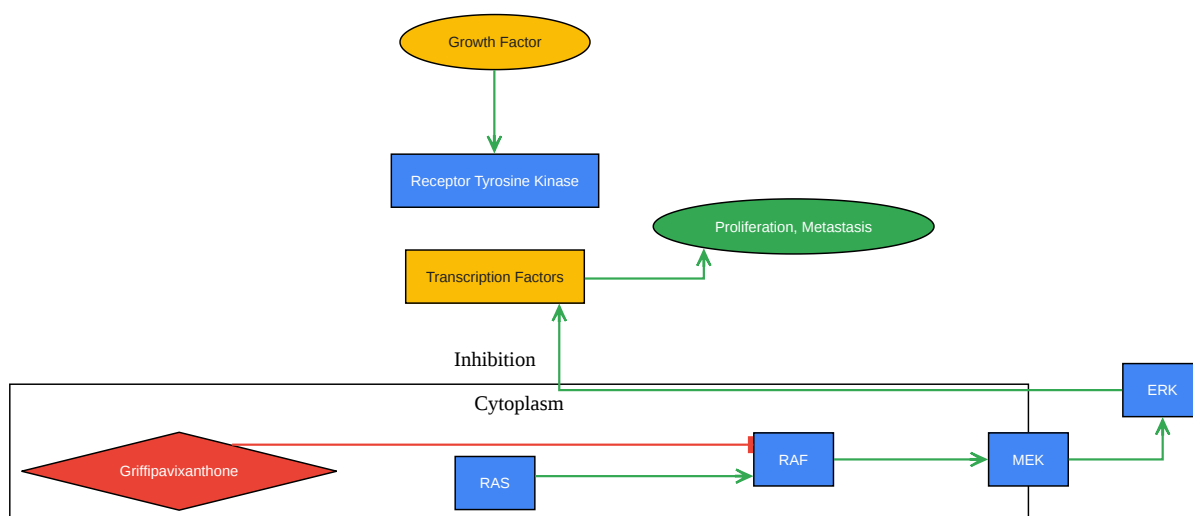 Growth Factor
Receptor Tyrosine Kinase
Proliferation, Metastasis
Transcription Factors
Inhibition
ERK
Cytoplasm
Griffipavixanthone
RAS
RAF
MEK